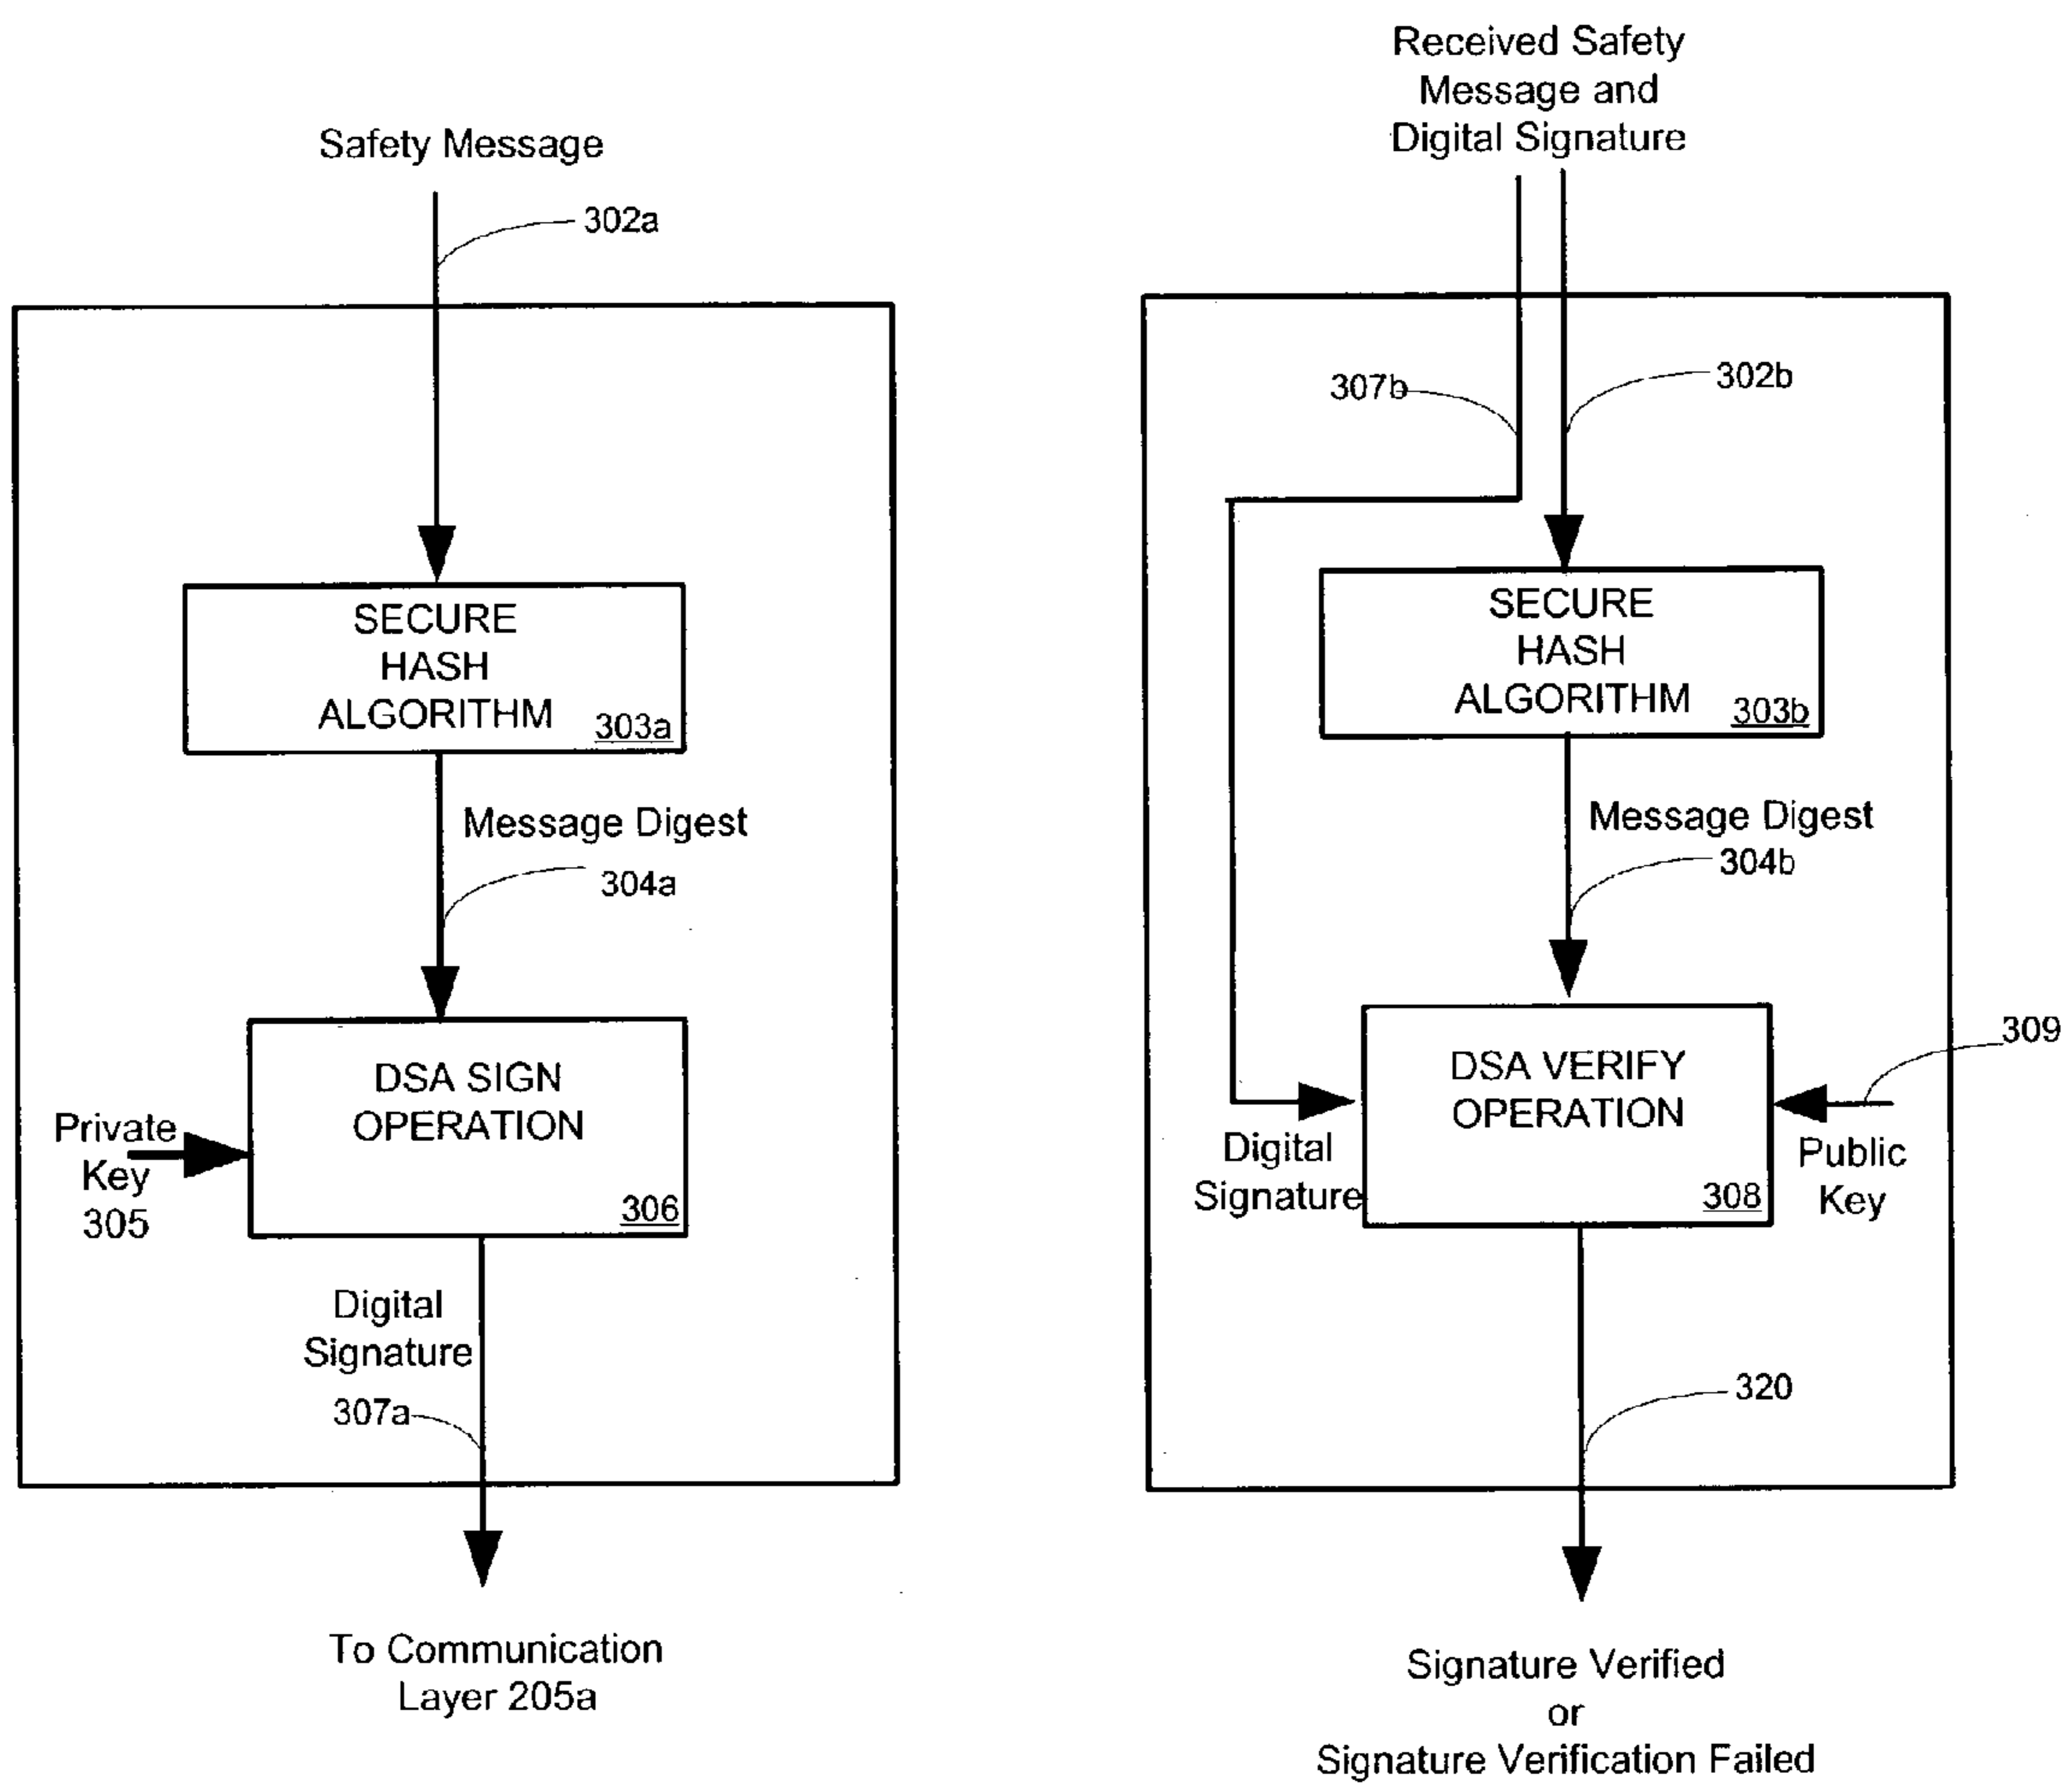 Safety Message
302a
SECURE
HASH
ALGORITHM
303a
Message Digest
304a
DSA SIGN
OPERATION
306
Private
Key
305
Digital
Signature
307a
To Communication
Layer 205a
Received Safety
Message and
Digital Signature
307b
302b
SECURE
HASH
ALGORITHM
303b
Message Digest
304b
DSA VERIFY
OPERATION
308
309
Digital
Signature
Public
Key
320
Signature Verified
or
Signature Verification Failed